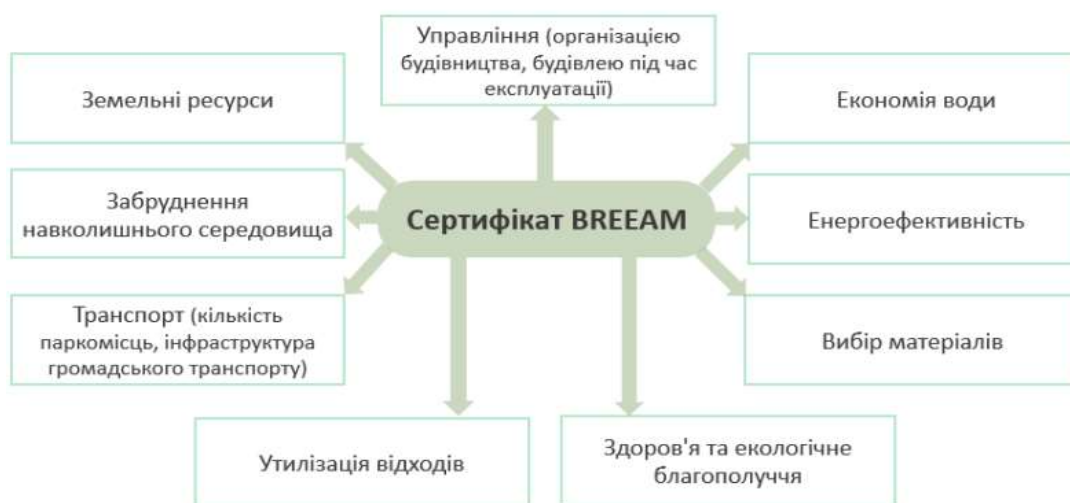 Управління (організацією
будівництва, будівлею під час
експлуатації)
Земельні ресурси
Економія води
Забруднення
навколишнього середовища
Сертифікат BREEAM
Енергоефективність
Транспорт (кількість
паркомісць, інфраструктура
громадського транспорту)
Вибір матеріалів
Утилізація відходів
Здоров'я та екологічне
благополуччя